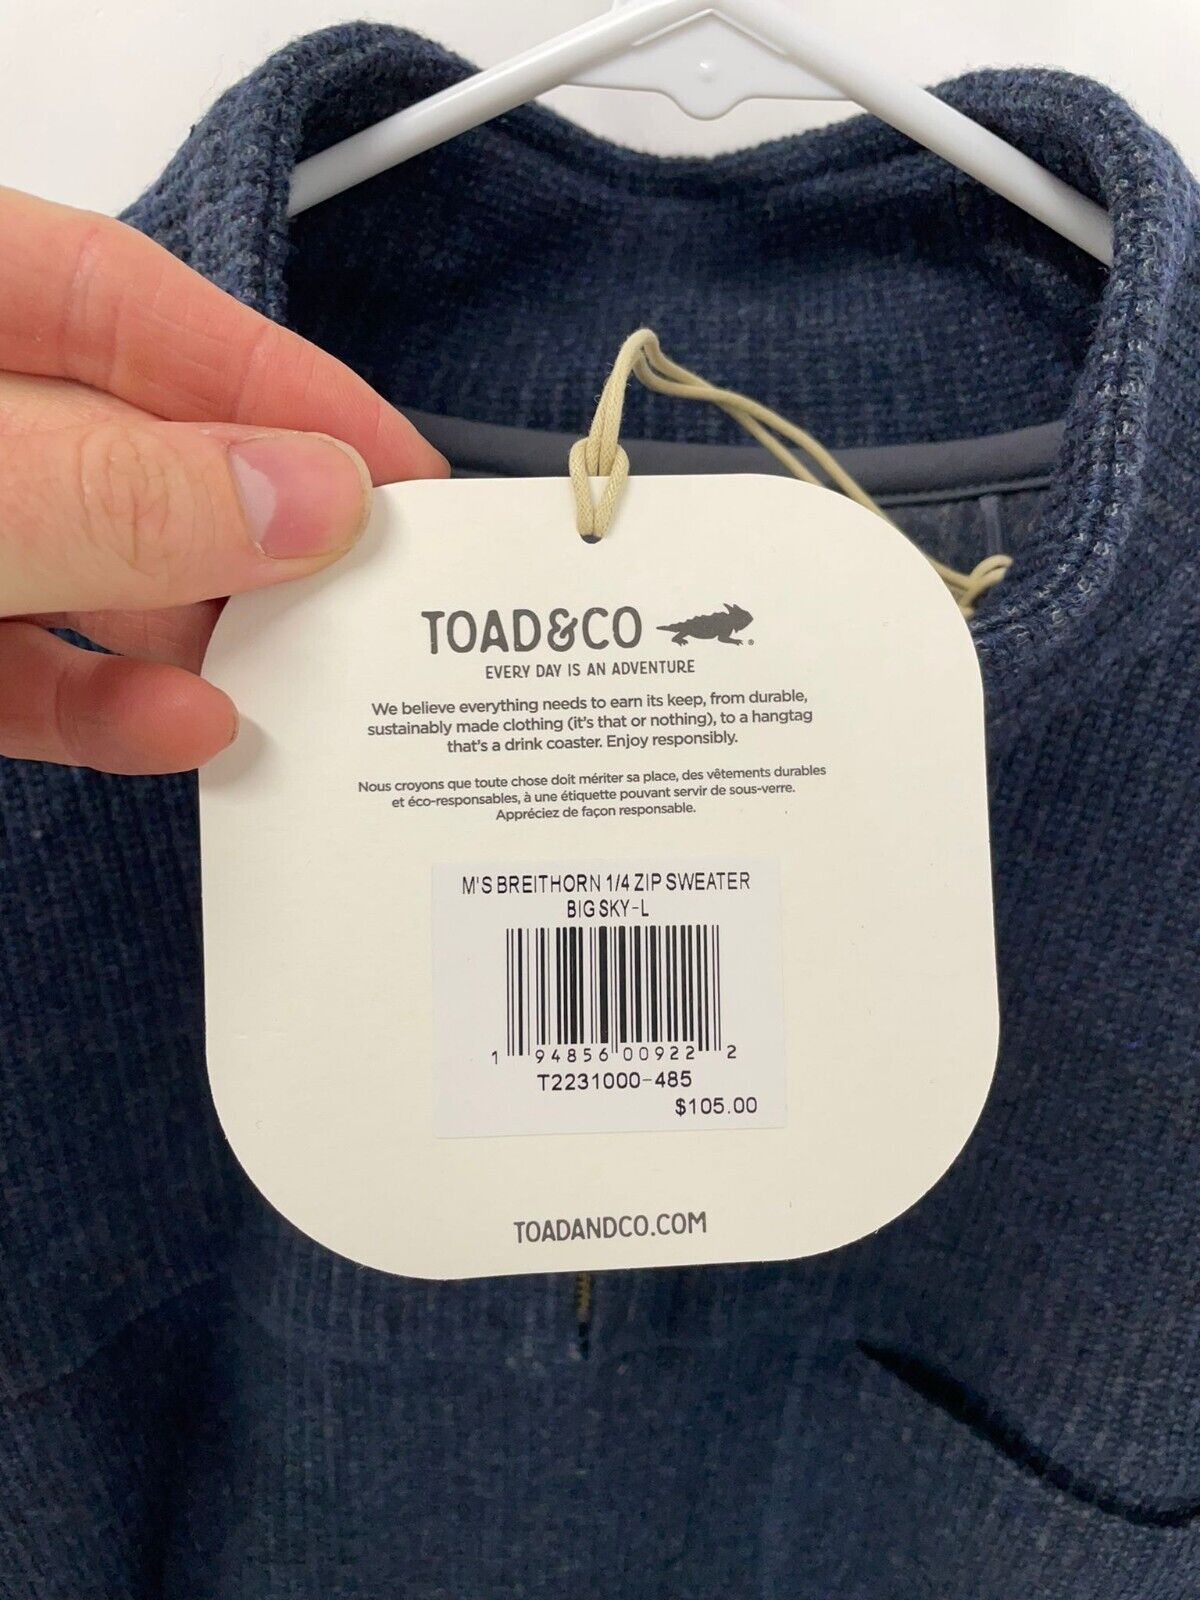 TOAD&CO ®
EVERY DAY IS AN ADVENTURE
We believe everything needs to earn its keep, from durable,
sustainably made clothing (it's that or nothing), to a hangtag
that's a drink coaster. Enjoy responsibly.
Nous croyons que toute chose doit mériter sa place, des vêtements durables
et éco-responsables, à une étiquette pouvant servir de sous-verre.
Appréciez de façon responsable.
M'S BREITHORN 1/4 ZIP SWEATER
BIG SKY-L
1 94856 00922 2
T2231000-485
$105.00
TOADANDCO.COM